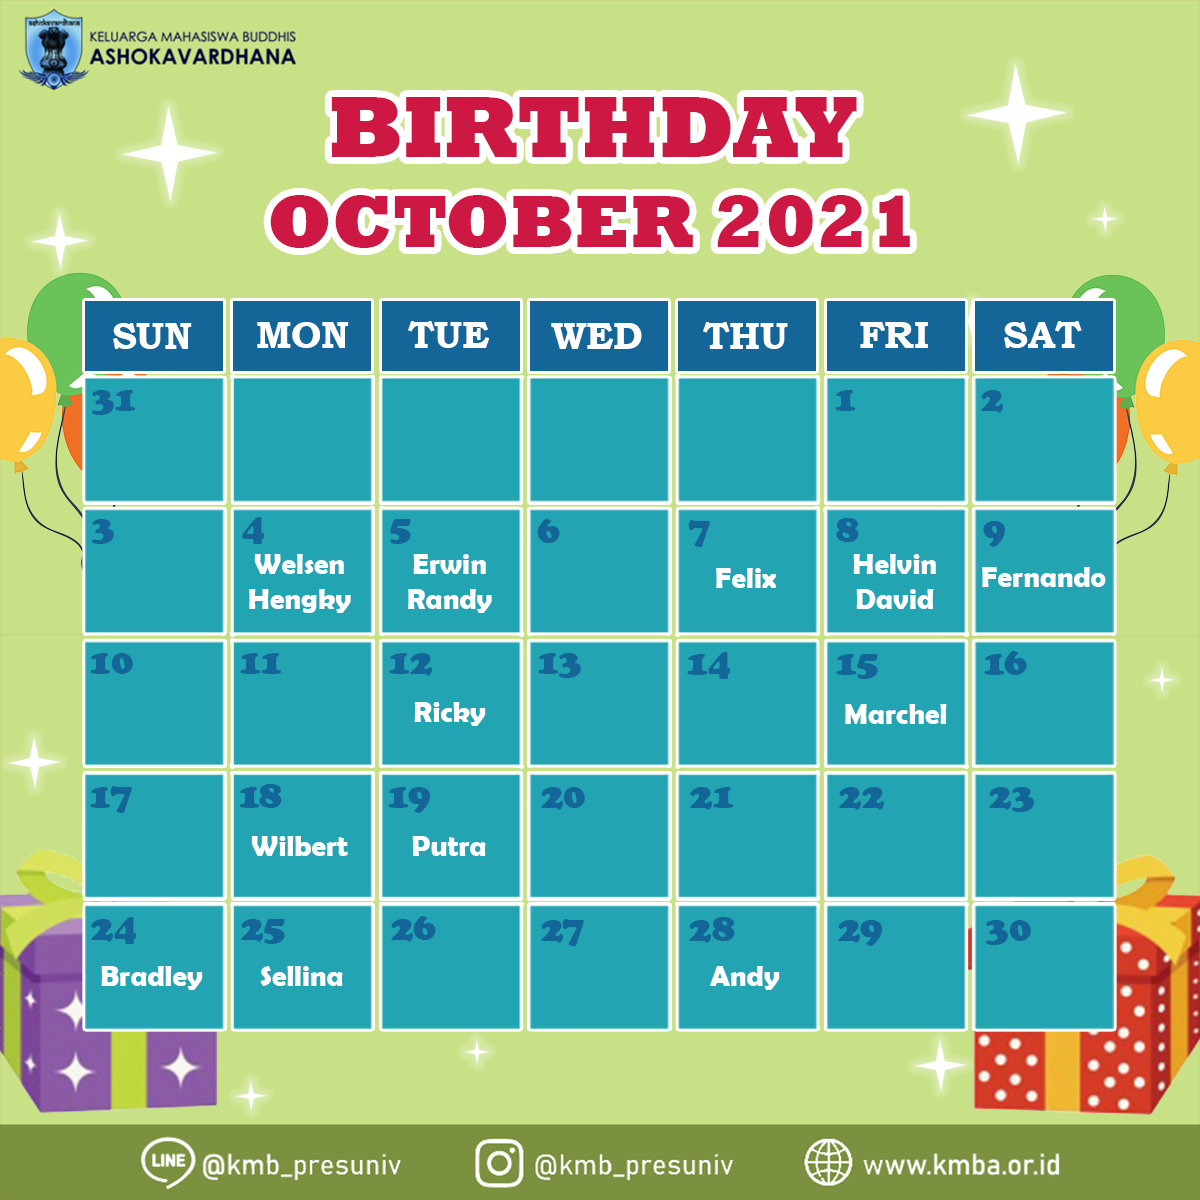 ashokavardhana
KELUARGA MAHASISWA BUDDHIS
ASHOKAVARDHANA
BIRTHDAY
OCTOBER 2021
SUN MON TUE WED THU FRI SAT
31 1 2
3 4 5 6 7 8 9
Welsen Erwin Felix Helvin Fernando
Hengky Randy David
10 11 12 13 14 15 16
Ricky Marchel
17 18 19 20 21 22 23
Wilbert Putra
24 25 26 27 28 29 30
Bradley Sellina Andy
LINE @kmb_presuniv @kmb_presuniv www.kmba.or.id